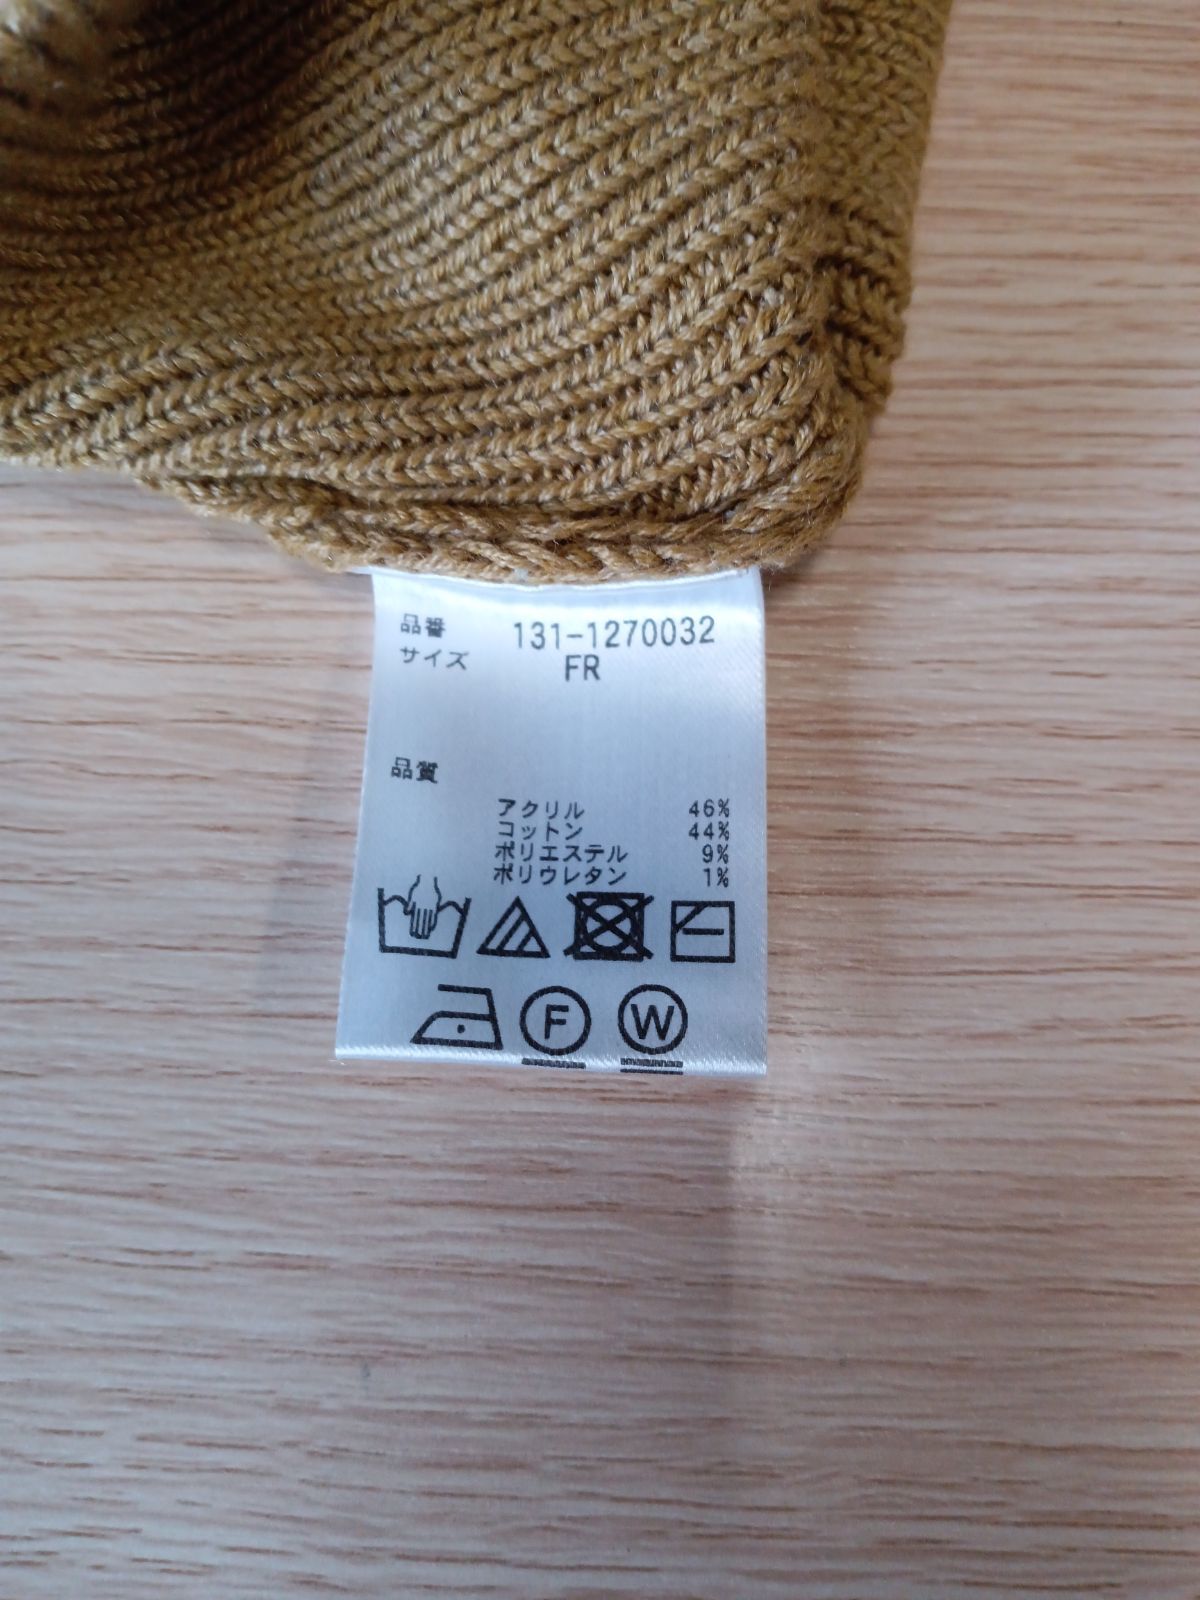 品番 131-1270032
サイズ FR
品質
アクリル 46%
コットン 44%
ポリエステル 9%
ポリウレタン 1%
F W